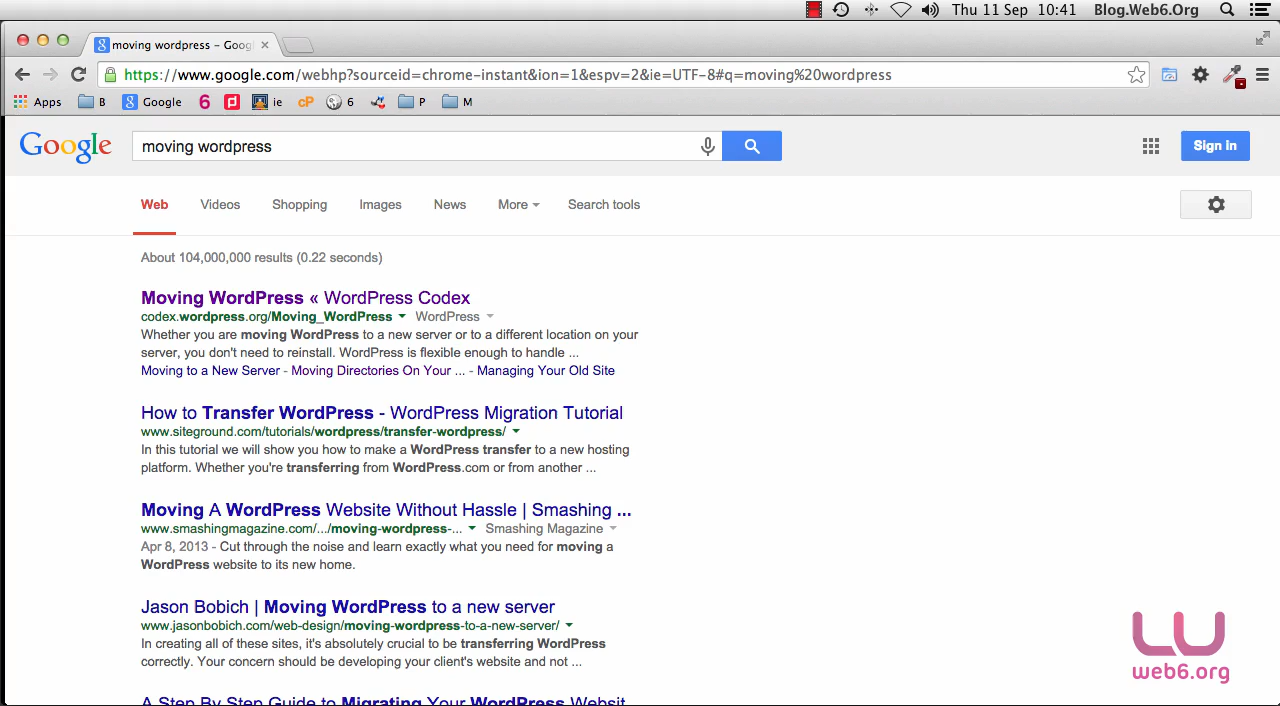 Thu 11 Sep 10:41 Blog.Web6.Org
moving wordpress – Goog
https://www.google.com/webhp?sourceid=chrome-instant&ion=1&espv=2&ie=UTF-8#q=moving%20wordpress
Apps B Google 6 ie cP 6 P M
Google moving wordpress Sign in
Web Videos Shopping Images News More Search tools
About 104,000,000 results (0.22 seconds)
Moving WordPress « WordPress Codex
codex.wordpress.org/Moving_WordPress WordPress
Whether you are moving WordPress to a new server or to a different location on your
server, you don't need to reinstall. WordPress is flexible enough to handle ...
Moving to a New Server - Moving Directories On Your ... - Managing Your Old Site
How to Transfer WordPress - WordPress Migration Tutorial
www.siteground.com/tutorials/wordpress/transfer-wordpress/
In this tutorial we will show you how to make a WordPress transfer to a new hosting
platform. Whether you're transferring from WordPress.com or from another ...
Moving A WordPress Website Without Hassle | Smashing ...
www.smashingmagazine.com/.../moving-wordpress-... Smashing Magazine
Apr 8, 2013 - Cut through the noise and learn exactly what you need for moving a
WordPress website to its new home.
Jason Bobich | Moving WordPress to a new server
www.jasonbobich.com/web-design/moving-wordpress-to-a-new-server/
In creating all of these sites, it's absolutely crucial to be transferring WordPress
correctly. Your concern should be developing your client's website and not ...
A Step By Step Guide to Migrating Your WordPress Websit
web6.org